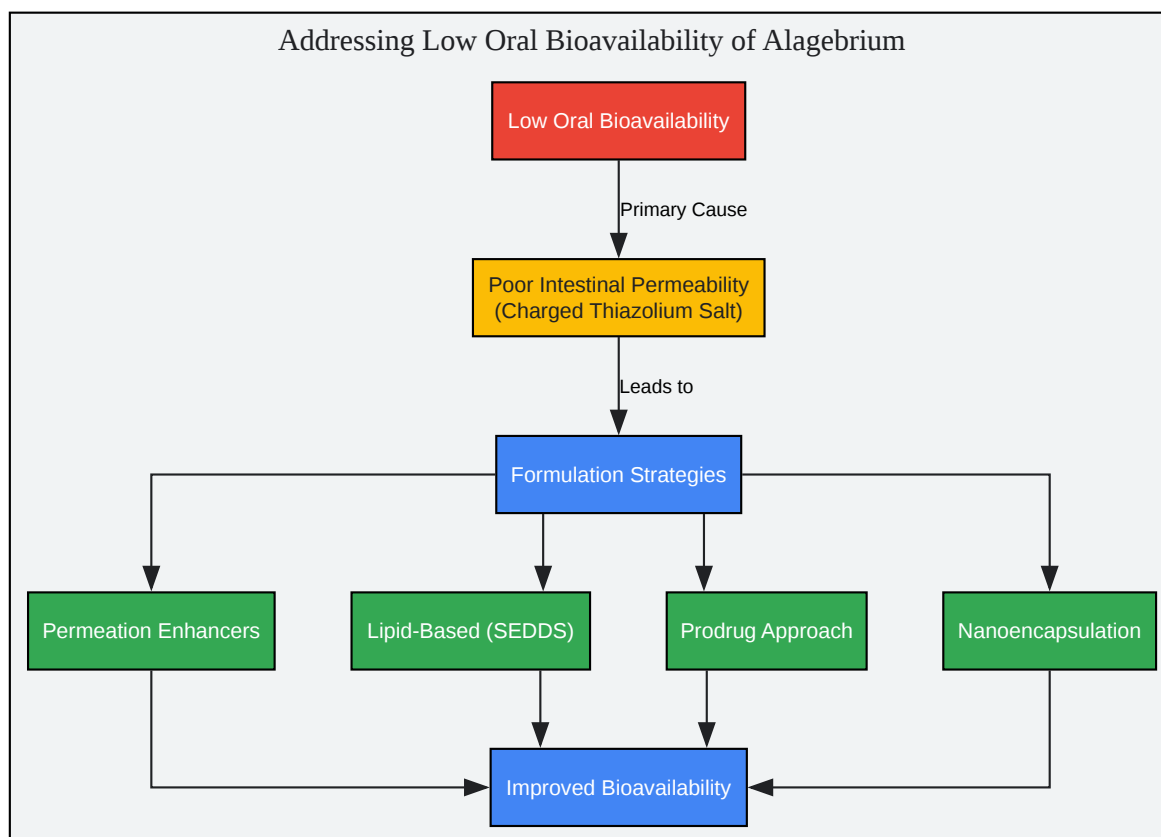 Addressing Low Oral Bioavailability of Alagebrium
Low Oral Bioavailability
Primary Cause
Poor Intestinal Permeability
(Charged Thiazolium Salt)
Leads to
Formulation Strategies
Permeation Enhancers
Lipid-Based (SEDDS)
Prodrug Approach
Nanoencapsulation
Improved Bioavailability